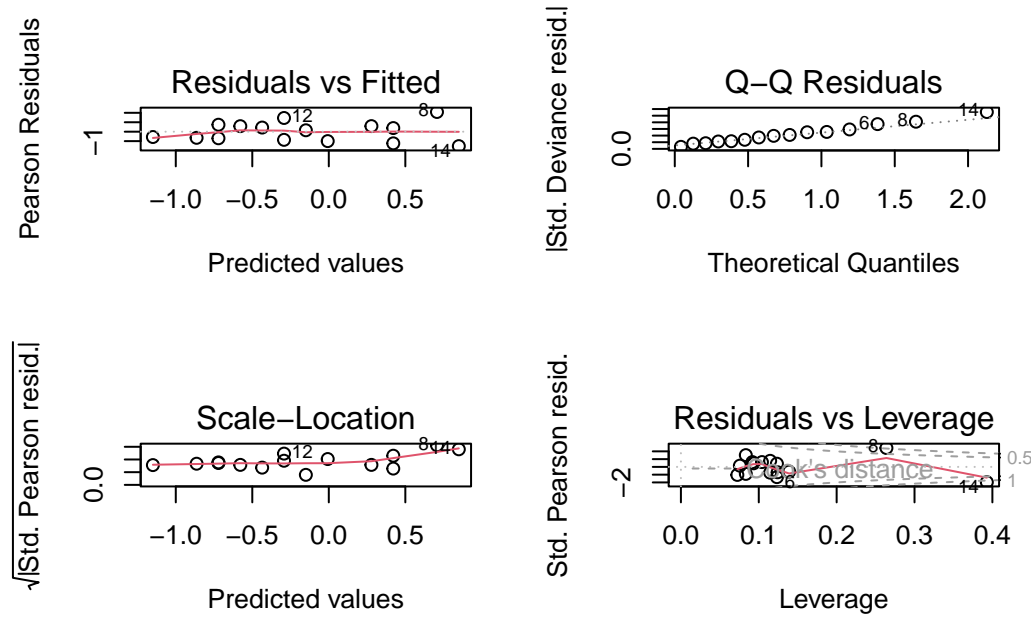 Residuals vs Fitted
Pearson Residuals
−1
12
8
14
−1.0 −0.5 0.0 0.5
Predicted values
Q−Q Residuals
|Std. Deviance resid.|
0.0
6
8
14
0.0 0.5 1.0 1.5 2.0
Theoretical Quantiles
Scale−Location
√|Std. Pearson resid.|
0.0
12
8
14
−1.0 −0.5 0.0 0.5
Predicted values
Residuals vs Leverage
Std. Pearson resid.
−2
8
Cook's distance
6
14
0.5
1
0.0 0.1 0.2 0.3 0.4
Leverage